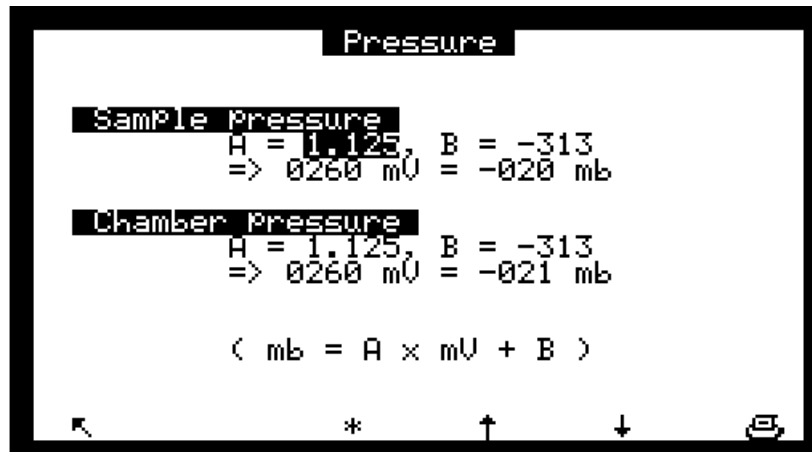 Pressure
Sample Pressure
A = 1.125, B = -313
=> 0260 mV = -020 mb
Chamber Pressure
A = 1.125, B = -313
=> 0260 mV = -021 mb
( mb = A × mV + B )